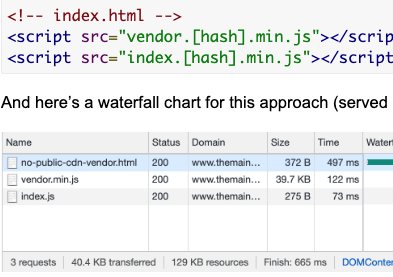 <!-- index.html -->
<script src="vendor.[hash].min.js"></scrip
<script src="index.[hash].min.js"></script
And here's a waterfall chart for this approach (served
Name Status Domain Size Time Waterf
no-public-cdn-vendor.html 200 www.themain... 372 B 497 ms
vendor.min.js 200 www.themain... 39.7 KB 122 ms
index.js 200 www.themain... 275 B 73 ms
3 requests 40.4 KB transferred 129 KB resources Finish: 665 ms DOMConten